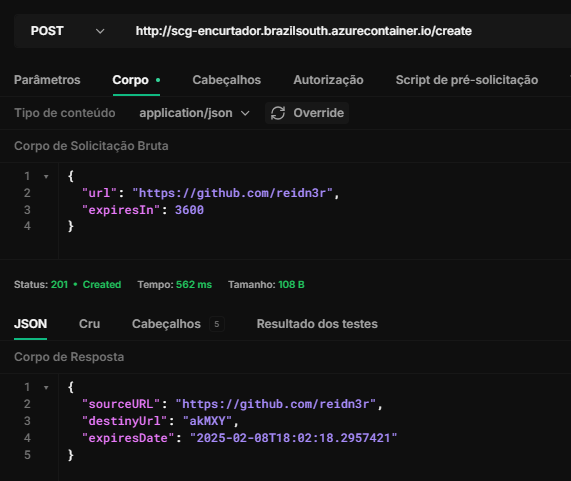 POST http://scg-encurtador.brazilsouth.azurecontainer.io/create
Parâmetros Corpo • Cabeçalhos Autorização Script de pré-solicitação
Tipo de conteúdo application/json Override
Corpo de Solicitação Bruta
1 {
2 "url": "https://github.com/reidn3r",
3 "expiresIn": 3600
4 }
Status: 201 • Created Tempo: 562 ms Tamanho: 108 B
JSON Cru Cabeçalhos 5 Resultado dos testes
Corpo de Resposta
1 {
2 "sourceURL": "https://github.com/reidn3r",
3 "destinyUrl": "akMXY",
4 "expiresDate": "2025-02-08T18:02:18.2957421"
5 }